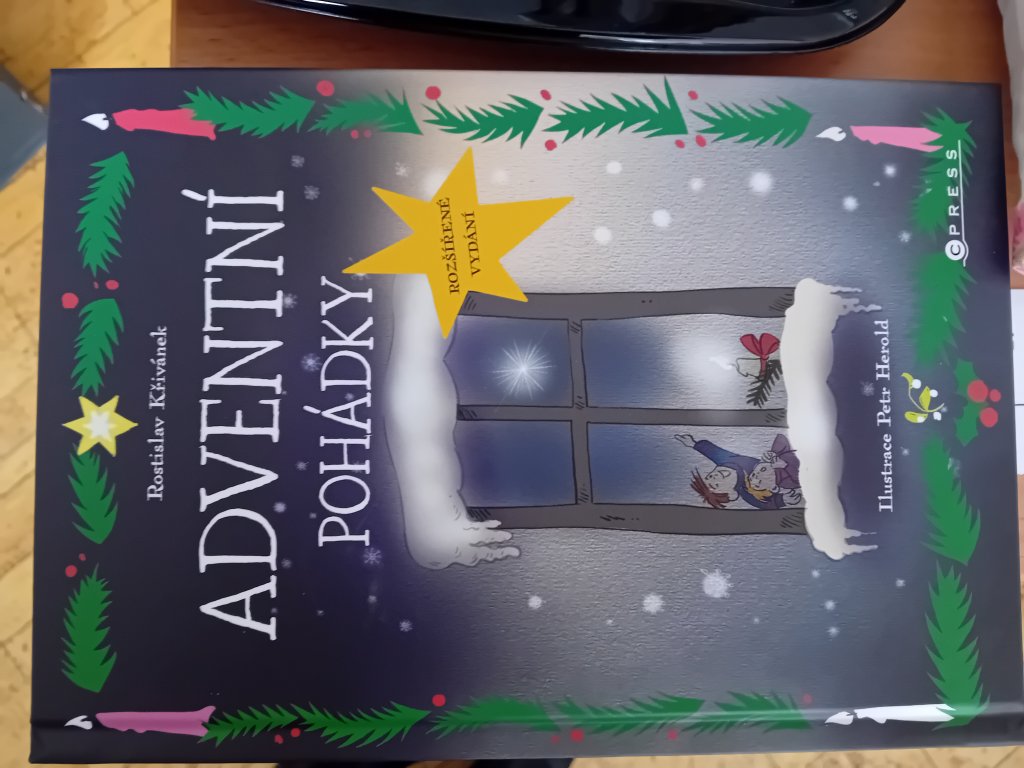 Rostislav Křivánek
ADVENTNÍ
POHÁDKY
ROZŠÍŘENÉ
VYDÁNÍ
Ilustrace Petr Herold
CPRESS